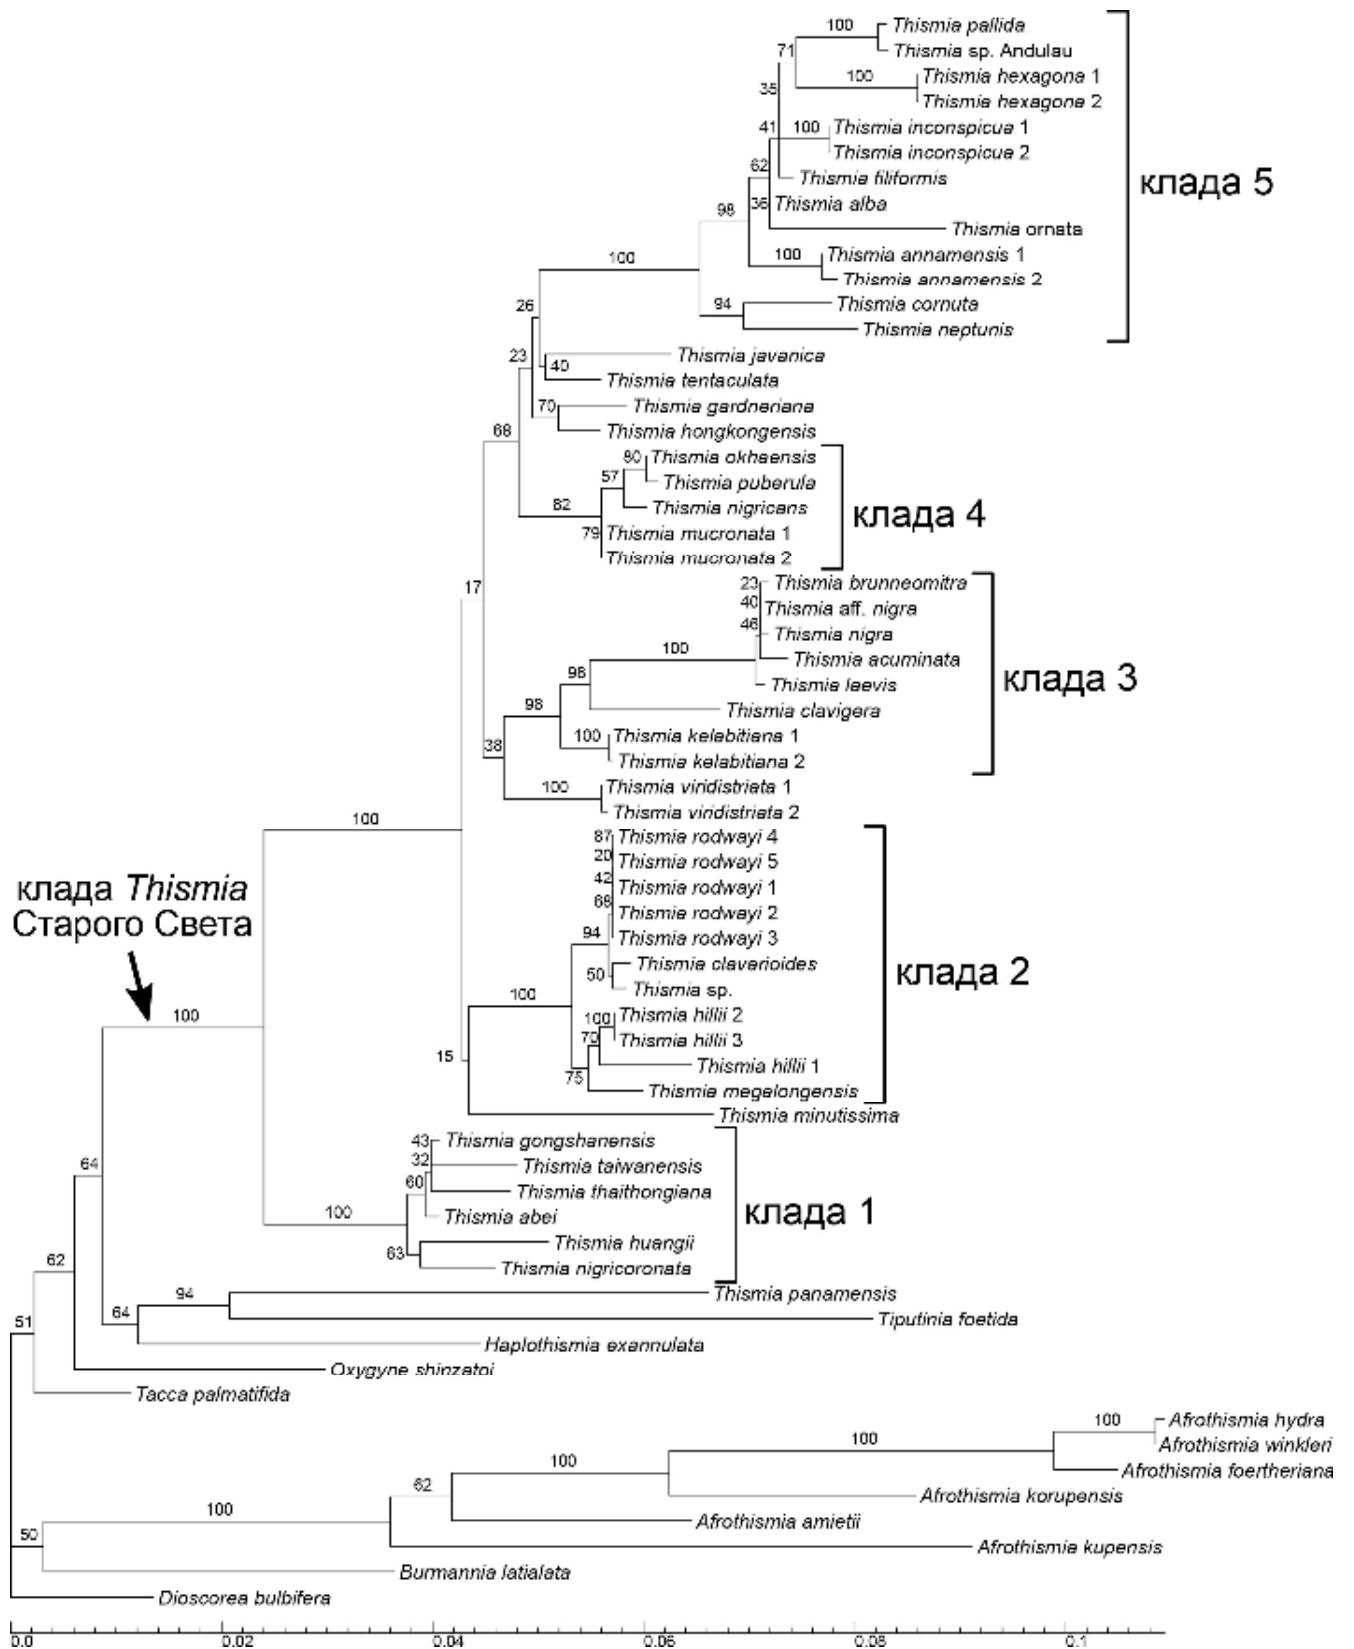 100 Thismia pallida
Thismia sp. Andulau
71
100 Thismia hexagona 1
35
Thismia hexagona 2
41 100 Thismia inconspicua 1
Thismia inconspicua 2
62
Thismia filiformis
клада 5
36 Thismia alba
98
Thismia ornata
100 Thismia annamensis 1
100
Thismia annamensis 2
94 Thismia cornuta
26
Thismia neptunis
23 Thismia javanica
40
Thismia tentaculata
70 Thismia gardneriana
68 Thismia hongkongensis
80 Thismia okhaensis
57 Thismia puberula
82 Thismia nigricans
клада 4
79 Thismia mucronata 1
Thismia mucronata 2
17
23 Thismia brunneomitra
40 Thismia aff. nigra
46 Thismia nigra
100 Thismia acuminata
98 Thismia laevis
клада 3
98 Thismia clavigera
100 Thismia kelabitiana 1
38
Thismia kelabitiana 2
100 Thismia viridistriata 1
Thismia viridistriata 2
100
87 Thismia rodwayi 4
20 Thismia rodwayi 5
42 Thismia rodwayi 1
клада Thismia
68 Thismia rodwayi 2
Старого Света
94 Thismia rodwayi 3
Thismia clavarioides
50
клада 2
Thismia sp.
100
100 Thismia hillii 2
100
70 Thismia hillii 3
15
Thismia hillii 1
75
Thismia megalongensis
Thismia minutissima
43 Thismia gongshanensis
32
64 Thismia taiwanensis
60 Thismia thaithongiana
100 Thismia abei
клада 1
63 Thismia huangii
62 Thismia nigricoronata
94 Thismia panamensis
64
51 Tiputinia foetida
Haplothismia exannulata
Oxygyne shinzatoi
Tacca palmatifida
100 Afrothismia hydra
100 Afrothismia winkleri
100 Afrothismia foertheriana
62 Afrothismia korupensis
100 Afrothismia amietii
50 Afrothismia kupensis
Burmannia latialata
Dioscorea bulbifera
0.0 0.02 0.04 0.06 0.08 0.1